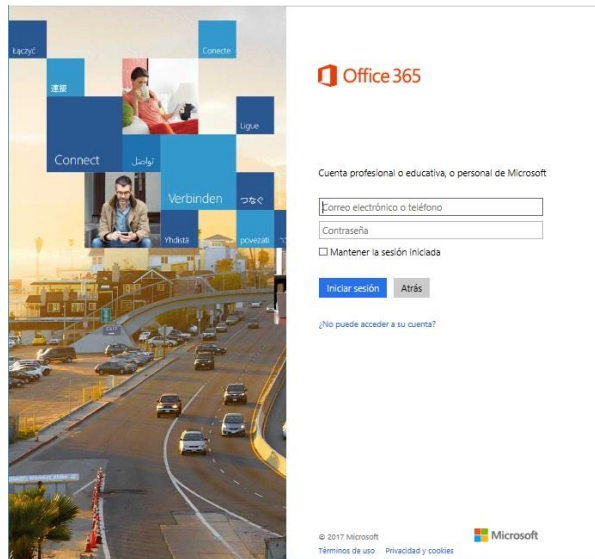 Łączyć
Conecte
連接
Ligue
Connect
تواصل
Verbinden
つなぐ
Yhdistä
povezati
EXIT
Office 365
Cuenta profesional o educativa, o personal de Microsoft
Correo electrónico o teléfono
Contraseña
Mantener la sesión iniciada
Iniciar sesión
Atrás
¿No puede acceder a su cuenta?
© 2017 Microsoft
Microsoft
Términos de uso Privacidad y cookies